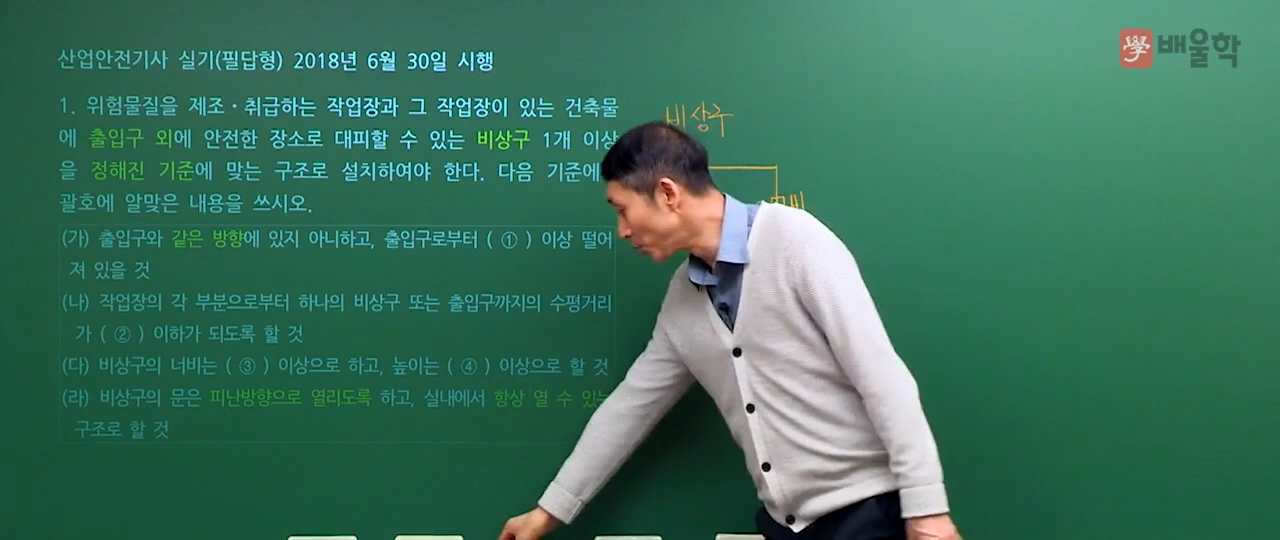 산업안전기사 실기(필답형) 2018년 6월 30일 시행
學 배울학
1. 위험물질을 제조·취급하는 작업장과 그 작업장이 있는 건축물
에 출입구 외에 안전한 장소로 대피할 수 있는 비상구 1개 이상
을 정해진 기준에 맞는 구조로 설치하여야 한다. 다음 기준에
괄호에 알맞은 내용을 쓰시오.
(가) 출입구와 같은 방향에 있지 아니하고, 출입구로부터 ( ① ) 이상 떨어
져 있을 것
(나) 작업장의 각 부분으로부터 하나의 비상구 또는 출입구까지의 수평거리
가 ( ② ) 이하가 되도록 할 것
(다) 비상구의 너비는 ( ③ ) 이상으로 하고, 높이는 ( ④ ) 이상으로 할 것
(라) 비상구의 문은 피난방향으로 열리도록 하고, 실내에서 항상 열 수 있는
구조로 할 것
비상구